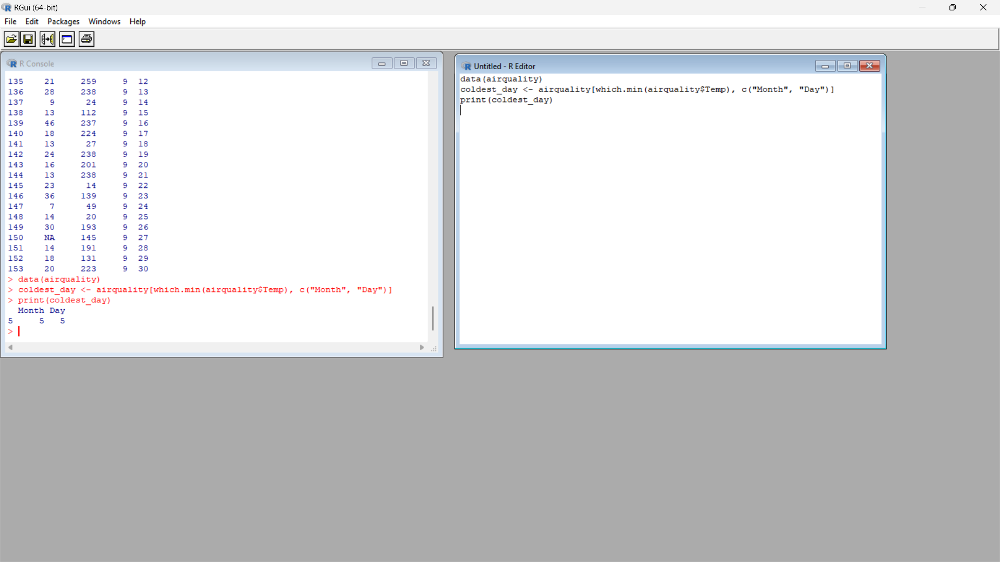 RGui (64-bit)
File Edit Packages Windows Help
R Console
135 21 259 9 12
136 28 238 9 13
137 9 24 9 14
138 13 112 9 15
139 46 237 9 16
140 18 224 9 17
141 13 27 9 18
142 24 238 9 19
143 16 201 9 20
144 13 238 9 21
145 23 14 9 22
146 36 139 9 23
147 7 49 9 24
148 14 20 9 25
149 30 193 9 26
150 NA 145 9 27
151 14 191 9 28
152 18 131 9 29
153 20 223 9 30
> data(airquality)
> coldest_day <- airquality[which.min(airquality$Temp), c("Month", "Day")]
> print(coldest_day)
Month Day
5 5 5
>
Untitled - R Editor
data(airquality)
coldest_day <- airquality[which.min(airquality$Temp), c("Month", "Day")]
print(coldest_day)